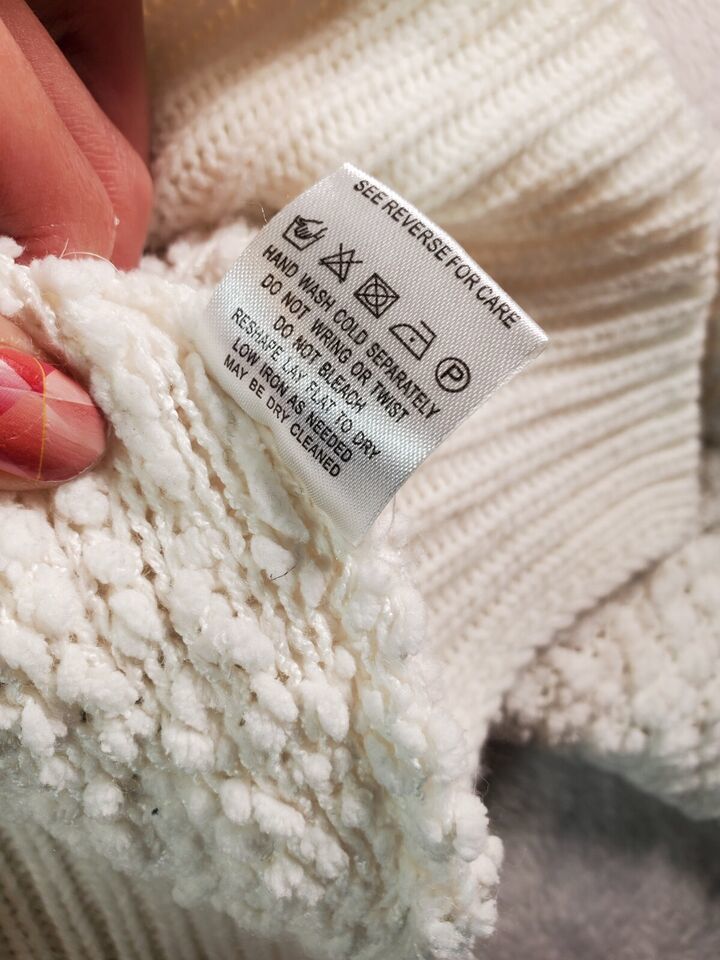 SEE REVERSE FOR CARE
P
HAND WASH COLD SEPARATELY
DO NOT WRING OR TWIST
DO NOT BLEACH
RESHAPE LAY FLAT TO DRY
LOW IRON AS NEEDED
MAY BE DRY CLEANED